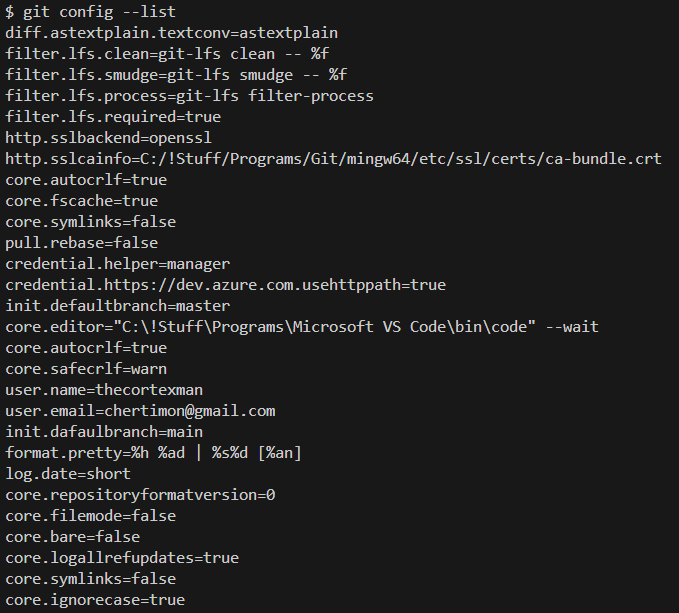 $ git config --list
diff.astextplain.textconv=astextplain
filter.lfs.clean=git-lfs clean -- %f
filter.lfs.smudge=git-lfs smudge -- %f
filter.lfs.process=git-lfs filter-process
filter.lfs.required=true
http.sslbackend=openssl
http.sslcainfo=C:/!Stuff/Programs/Git/mingw64/etc/ssl/certs/ca-bundle.crt
core.autocrlf=true
core.fscache=true
core.symlinks=false
pull.rebase=false
credential.helper=manager
credential.https://dev.azure.com.usehttppath=true
init.defaultbranch=master
core.editor="C:\!Stuff\Programs\Microsoft VS Code\bin\code" --wait
core.autocrlf=true
core.safecrlf=warn
user.name=thecortexman
user.email=chertimon@gmail.com
init.dafaulbranch=main
format.pretty=%h %ad | %s%d [%an]
log.date=short
core.repositoryformatversion=0
core.filemode=false
core.bare=false
core.logallrefupdates=true
core.symlinks=false
core.ignorecase=true